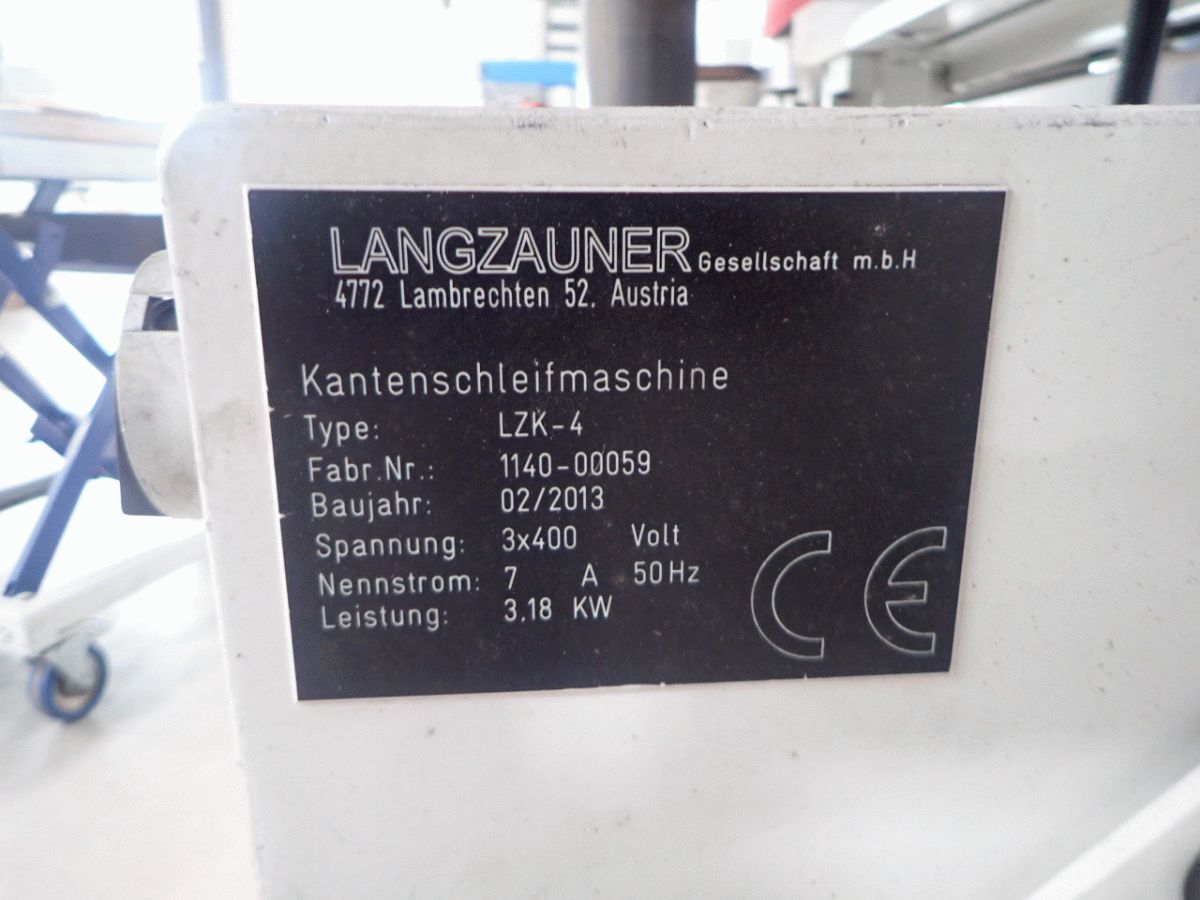 LANGZAUNER Gesellschaft m.b.H
4772 Lambrechten 52, Austria
Kantenschleifmaschine
Type: LZK-4
Fabr.Nr.: 1140-00059
Baujahr: 02/2013
Spannung: 3x400 Volt
Nennstrom: 7 A 50Hz
Leistung: 3,18 KW
CE